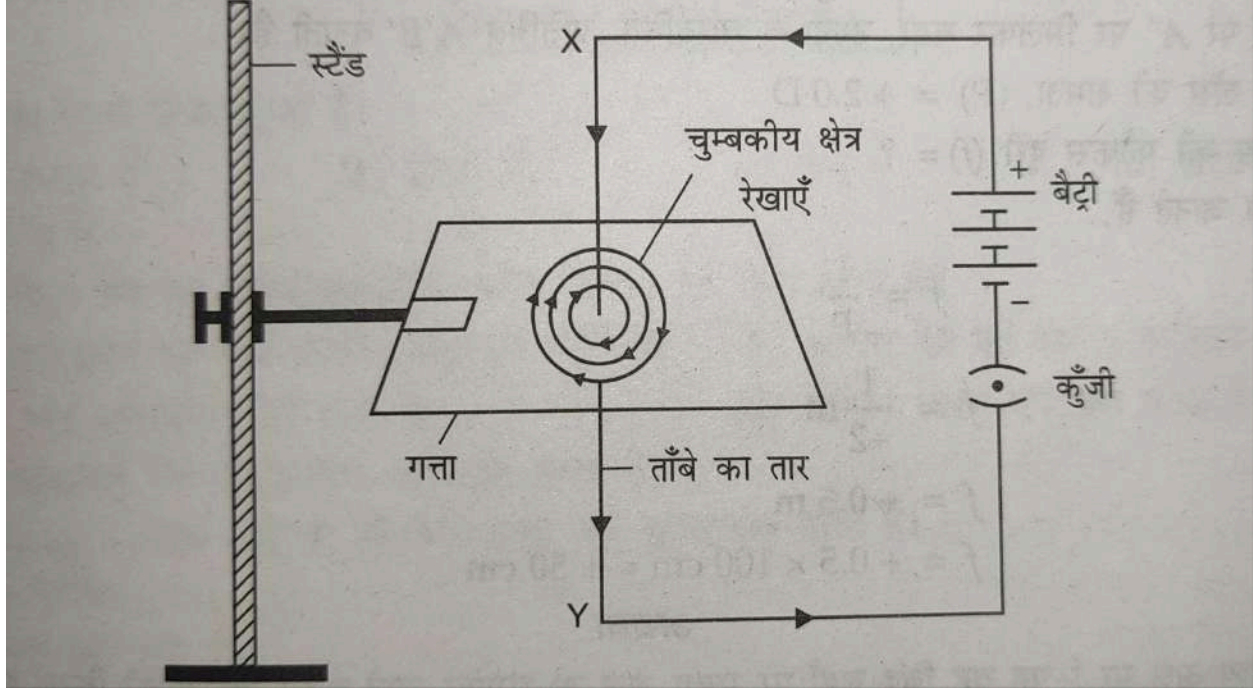 स्टैंड
X
चुम्बकीय क्षेत्र
रेखाएँ
+
बैट्री
−
कुँजी
गत्ता
ताँबे का तार
Y